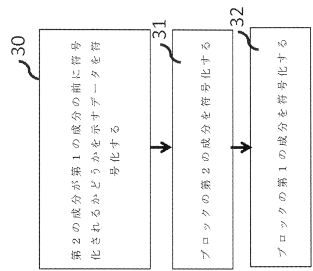 30
第2の成分が第1の成分の前に符号
化されるかどうかを示すデータを符
号化する
31
ブロックの第2の成分を符号化する
32
ブロックの第1の成分を符号化する